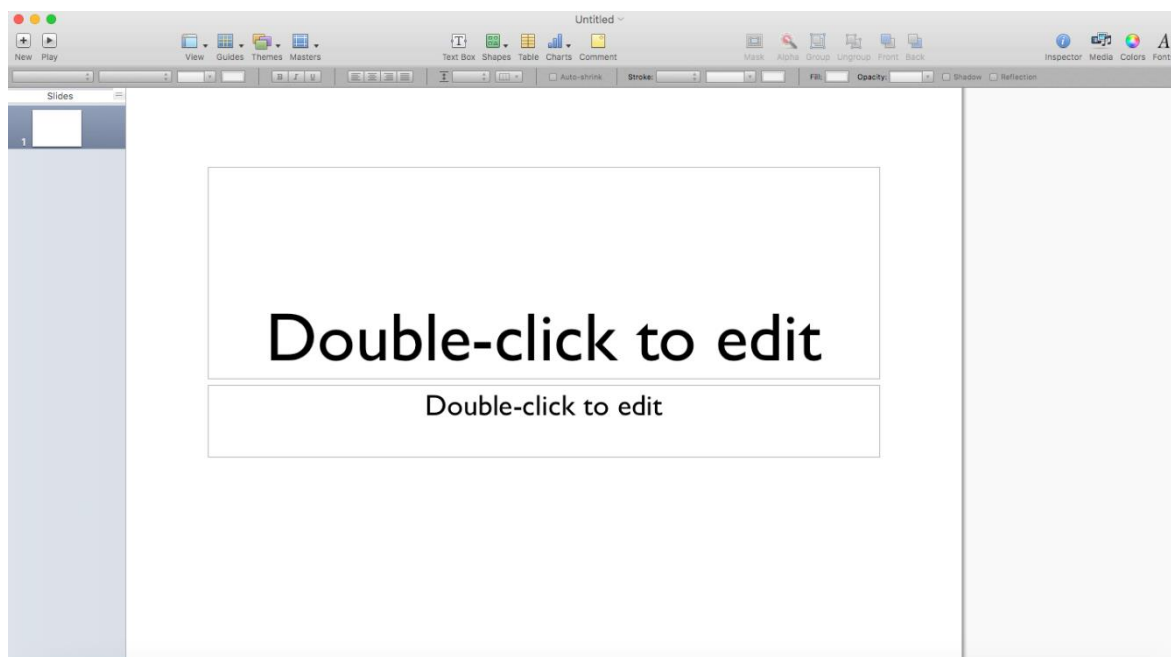 Untitled
New Play View Guides Themes Masters Text Box Shapes Table Charts Comment Mask Alpha Group Ungroup Front Back Inspector Media Colors Fonts
B I U Auto-shrink Stroke: Fill: Opacity: Shadow Reflection
Slides
1
Double-click to edit
Double-click to edit